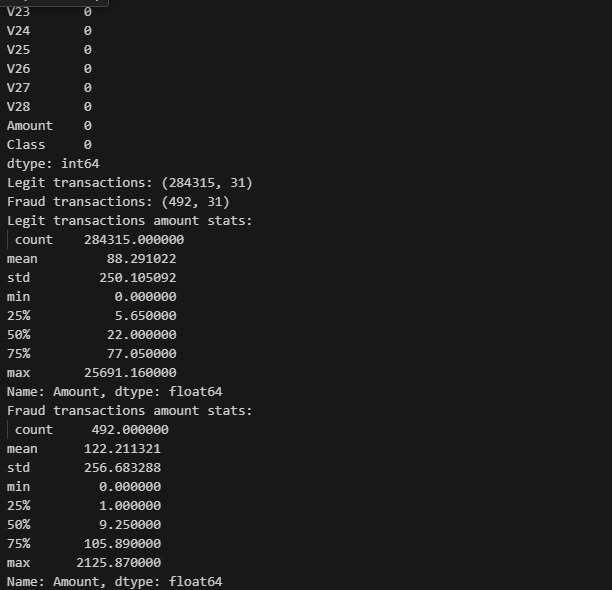 V23 0
V24 0
V25 0
V26 0
V27 0
V28 0
Amount 0
Class 0
dtype: int64
Legit transactions: (284315, 31)
Fraud transactions: (492, 31)
Legit transactions amount stats:
count 284315.000000
mean 88.291022
std 250.105092
min 0.000000
25% 5.650000
50% 22.000000
75% 77.050000
max 25691.160000
Name: Amount, dtype: float64
Fraud transactions amount stats:
count 492.000000
mean 122.211321
std 256.683288
min 0.000000
25% 1.000000
50% 9.250000
75% 105.890000
max 2125.870000
Name: Amount, dtype: float64